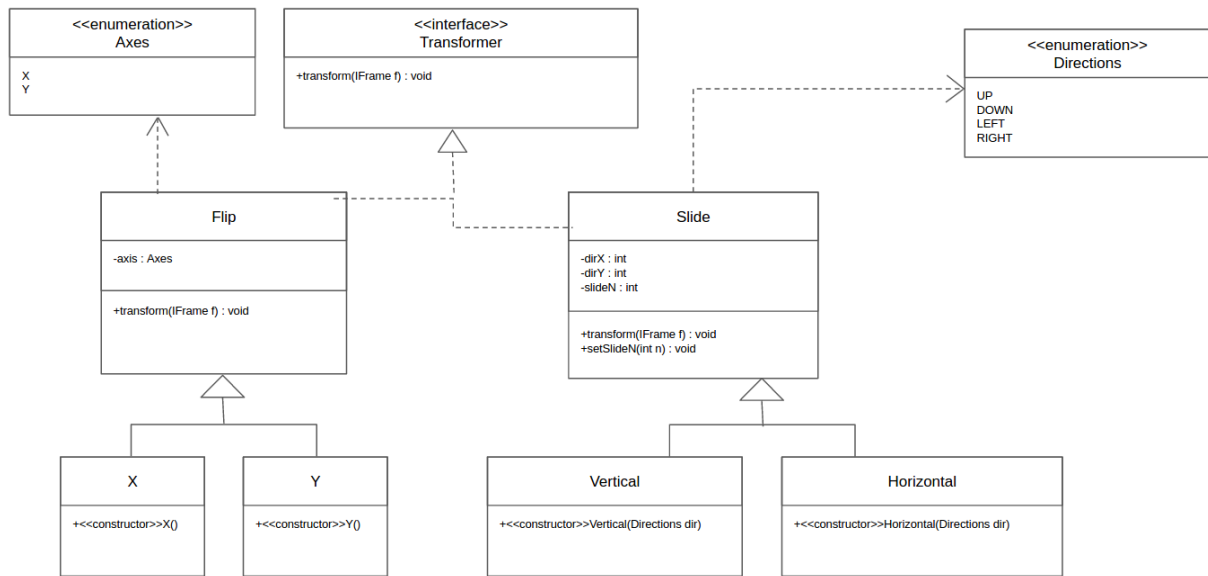 <<enumeration>>
Axes
X
Y
<<interface>>
Transformer
+transform(IFrame f) : void
<<enumeration>>
Directions
UP
DOWN
LEFT
RIGHT
Flip
-axis : Axes
+transform(IFrame f) : void
Slide
-dirX : int
-dirY : int
-slideN : int
+transform(IFrame f) : void
+setSlideN(int n) : void
X
+<<constructor>>X()
Y
+<<constructor>>Y()
Vertical
+<<constructor>>Vertical(Directions dir)
Horizontal
+<<constructor>>Horizontal(Directions dir)